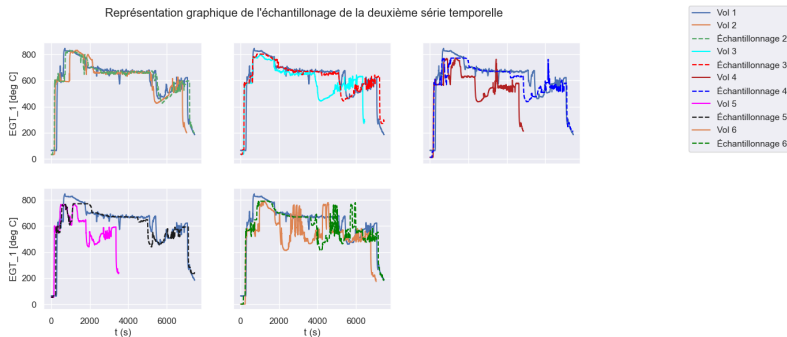 Représentation graphique de l'échantillonage de la deuxième série temporelle
Vol 1
Vol 2
Échantillonnage 2
Vol 3
Échantillonnage 3
Vol 4
Échantillonnage 4
Vol 5
Échantillonnage 5
Vol 6
Échantillonnage 6
EGT_1 [deg C]
800
600
400
200
0
EGT_1 [deg C]
800
600
400
200
0
0 2000 4000 6000
t (s)
0 2000 4000 6000
t (s)